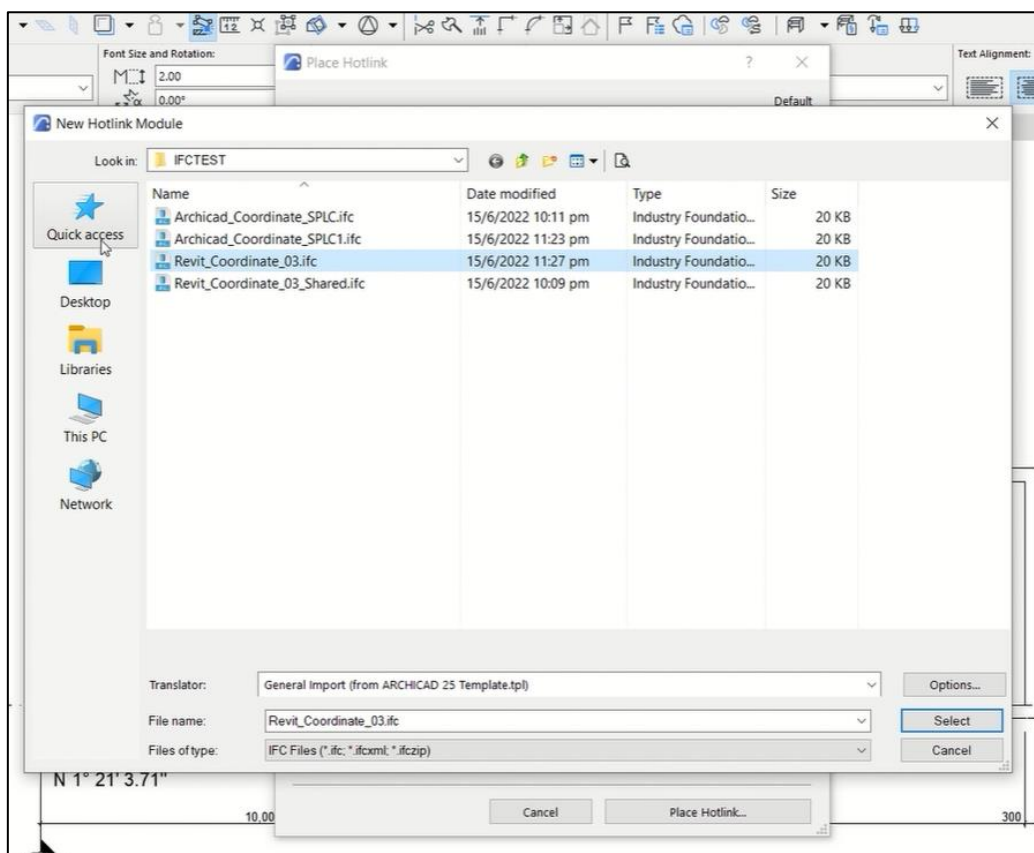 Font Size and Rotation:
2.00
0.00°
Text Alignment:
Place Hotlink
?
Default
New Hotlink Module
Look in: IFCTEST
Name Date modified Type Size
Archicad_Coordinate_SPLC.ifc 15/6/2022 10:11 pm Industry Foundatio... 20 KB
Archicad_Coordinate_SPLC1.ifc 15/6/2022 11:23 pm Industry Foundatio... 20 KB
Revit_Coordinate_03.ifc 15/6/2022 11:27 pm Industry Foundatio... 20 KB
Revit_Coordinate_03_Shared.ifc 15/6/2022 10:09 pm Industry Foundatio... 20 KB
Quick access
Desktop
Libraries
This PC
Network
Translator: General Import (from ARCHICAD 25 Template.tpl) Options...
File name: Revit_Coordinate_03.ifc Select
Files of type: IFC Files (*.ifc; *.ifcxml; *.ifczip) Cancel
N 1° 21' 3.71"
Cancel Place Hotlink...
10,00
300